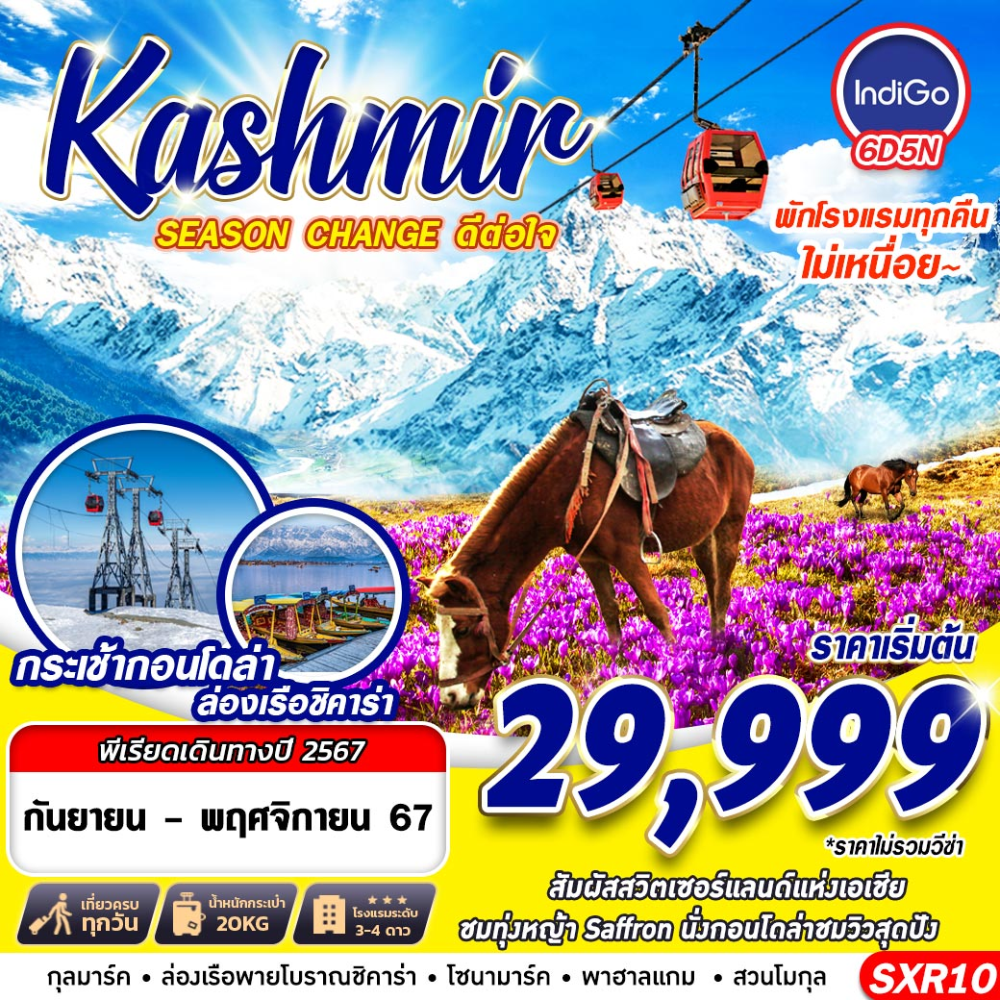 Kashmir
SEASON CHANGE ดีต่อใจ
IndiGo
6D5N
พักโรงแรมทุกคืน
ไม่เหนื่อย~
กระเช้ากอนโดล่า
ล่องเรือชิคาร่า
ราคาเริ่มต้น
29,999
*ราคาไม่รวมวีซ่า
พีเรียดเดินทางปี 2567
กันยายน - พฤศจิกายน 67
เที่ยวครบ
ทุกวัน
น้ำหนักกระเป๋า
20KG
โรงแรมระดับ
3-4 ดาว
สัมผัสสวิตเซอร์แลนด์แห่งเอเชีย
ชมทุ่งหญ้า Saffron นั่งกอนโดล่าชมวิวสุดปัง
กุลมาร์ค • ล่องเรือพายโบราณชิคาร่า • โซนามาร์ค • พาฮาลแกม • สวนโมกุล
SXR10